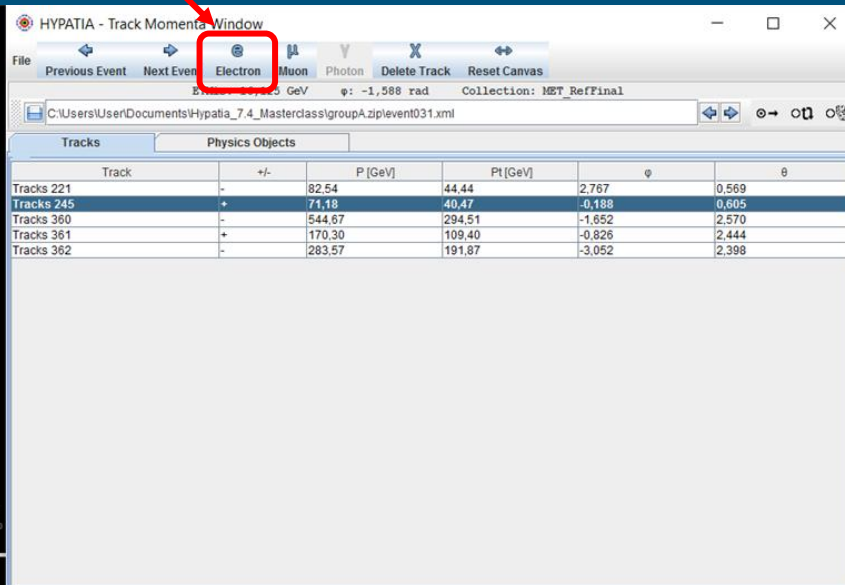 HYPATIA - Track Momenta Window
File
Previous Event Next Even Electron Muon Photon Delete Track Reset Canvas
GeV φ: -1,588 rad Collection: MET_RefFinal
C:\Users\User\Documents\Hypatia_7.4_Masterclass\groupA.zip\event031.xml
Tracks Physics Objects
Track +/- P [GeV] Pt [GeV] φ θ
Tracks 221 - 82,54 44,44 2,767 0,569
Tracks 245 + 71,18 40,47 -0,188 0,605
Tracks 360 - 544,67 294,51 -1,652 2,570
Tracks 361 + 170,30 109,40 -0,826 2,444
Tracks 362 - 283,57 191,87 -3,052 2,398